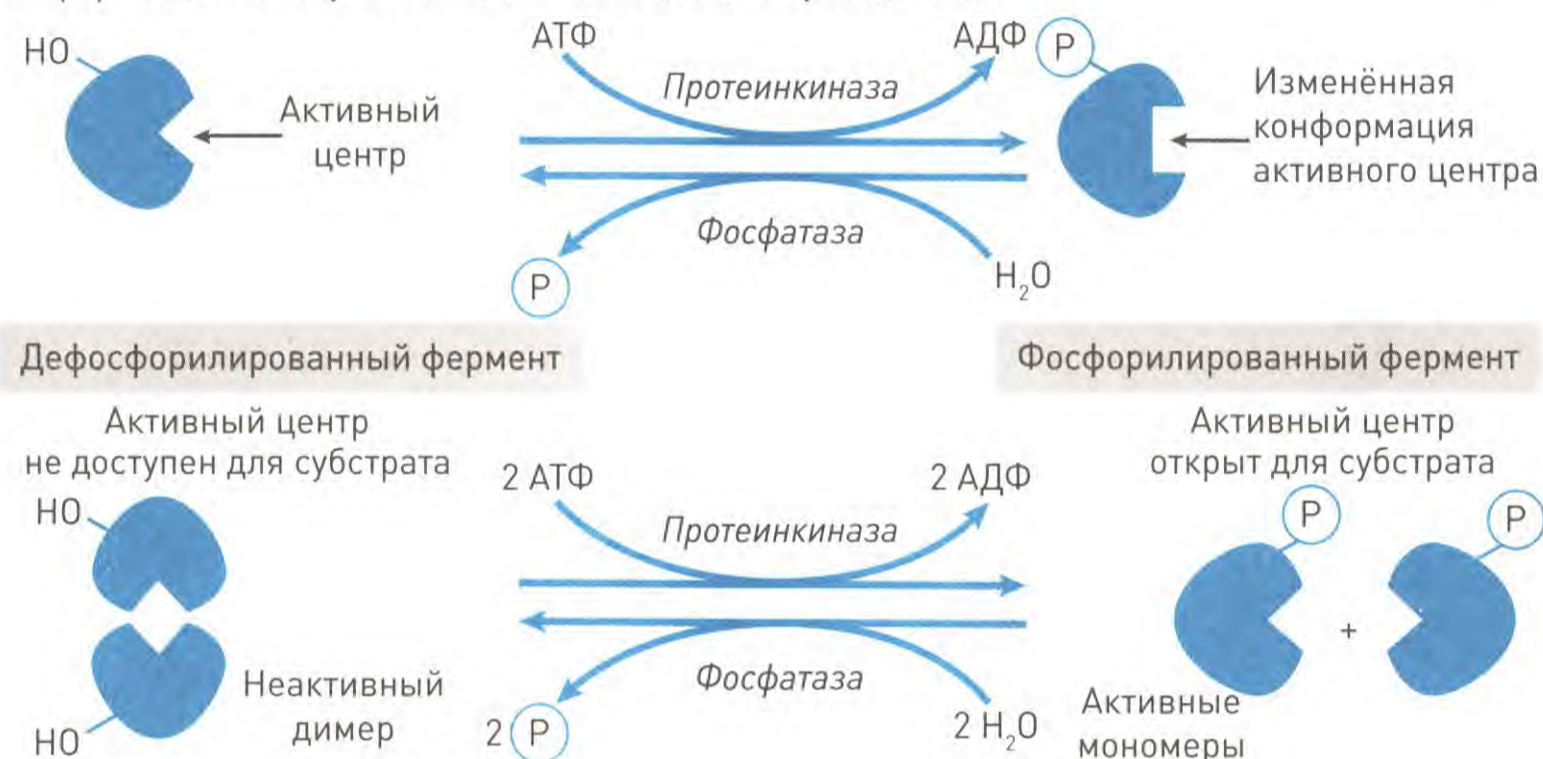 HO
АТФ
АДФ
P
Протеинкиназа
Активный
центр
Изменённая
конформация
активного центра
Фосфатаза
P
H₂O
Дефосфорилированный фермент
Фосфорилированный фермент
Активный центр
не доступен для субстрата
Активный центр
открыт для субстрата
HO
2 АТФ
2 АДФ
P
P
Протеинкиназа
+
Фосфатаза
Неактивный
димер
HO
2 P
2 H₂O
Активные
мономеры